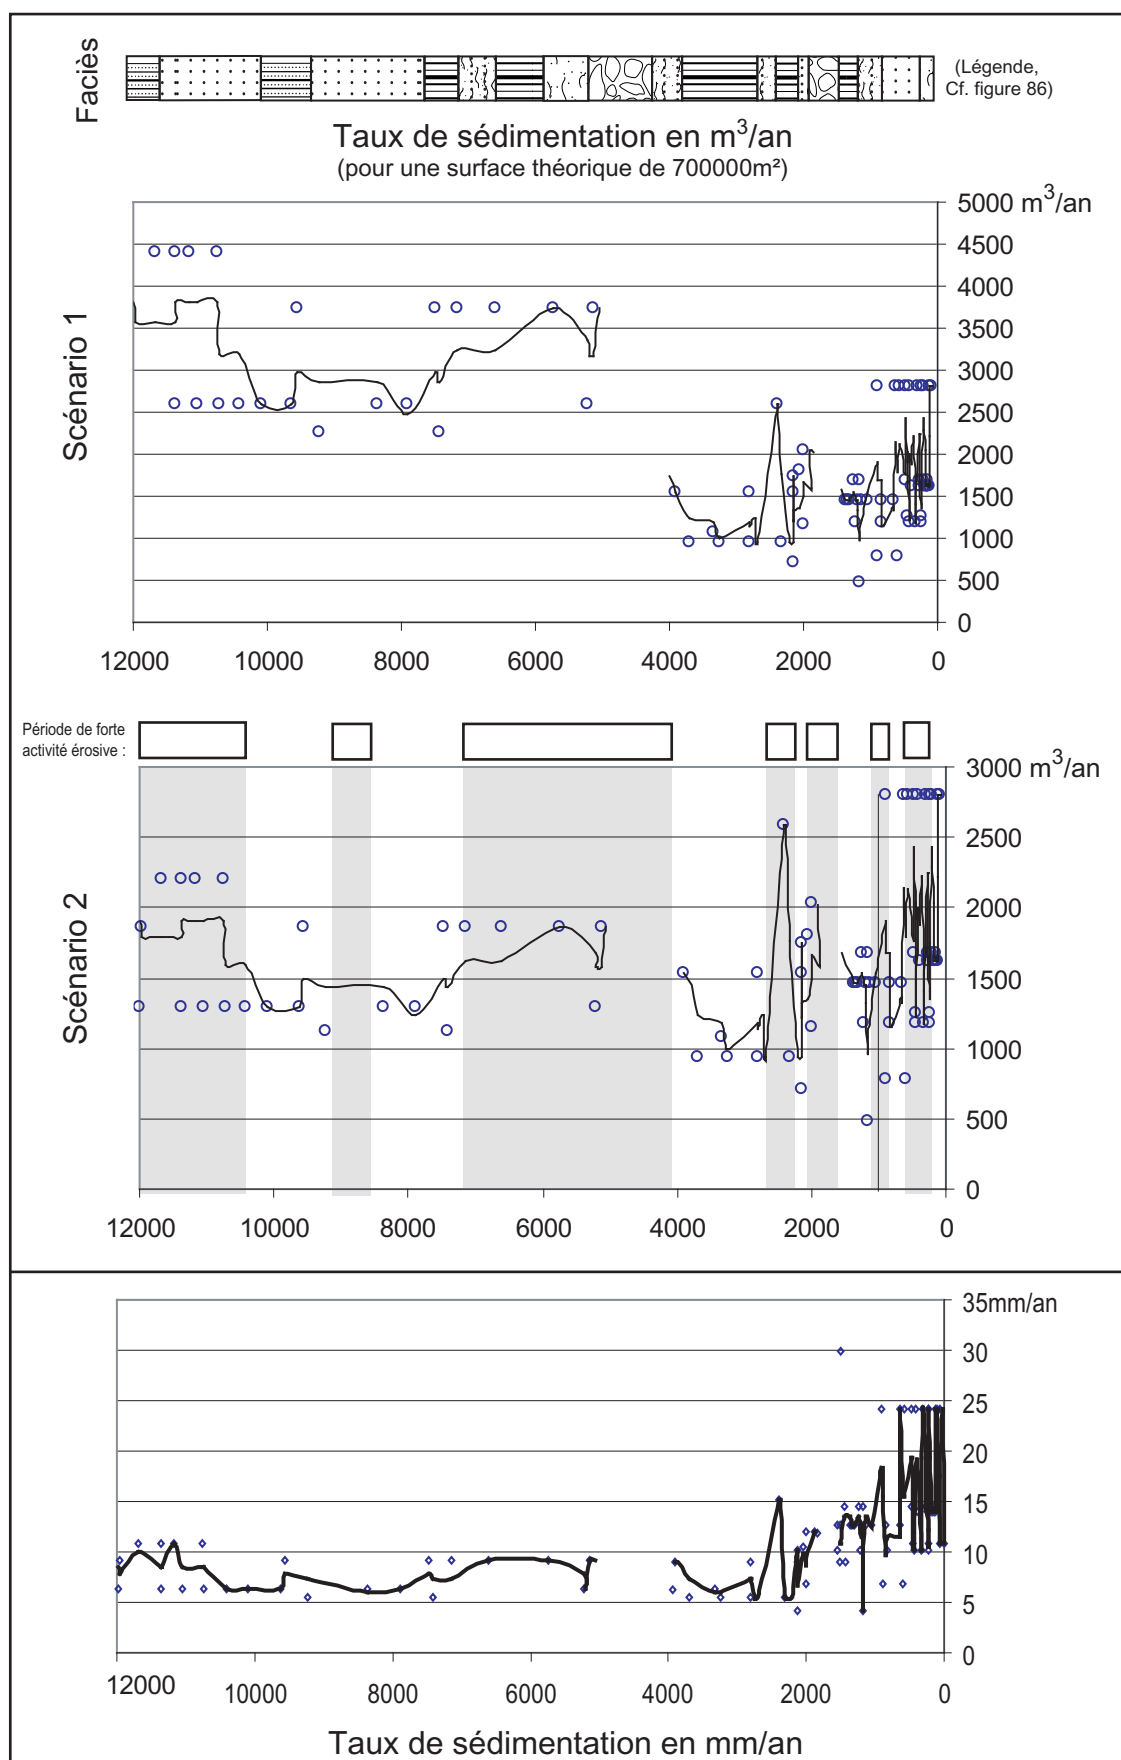 Faciès
(Légende,
Cf. figure 86)
Taux de sédimentation en m³/an
(pour une surface théorique de 700000m²)
Scénario 1
5000 m³/an
4500
4000
3500
3000
2500
2000
1500
1000
500
0
12000 10000 8000 6000 4000 2000 0
Période de forte
activité érosive :
Scénario 2
3000 m³/an
2500
2000
1500
1000
500
0
12000 10000 8000 6000 4000 2000 0
35mm/an
30
25
20
15
10
5
0
12000 10000 8000 6000 4000 2000 0
Taux de sédimentation en mm/an